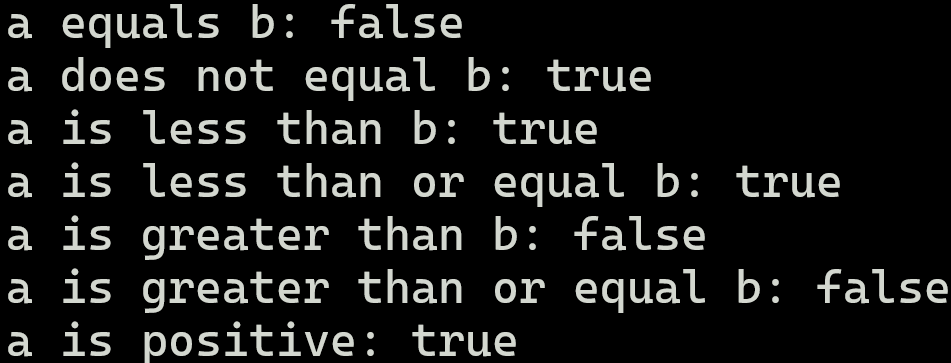 a equals b: false
a does not equal b: true
a is less than b: true
a is less than or equal b: true
a is greater than b: false
a is greater than or equal b: false
a is positive: true